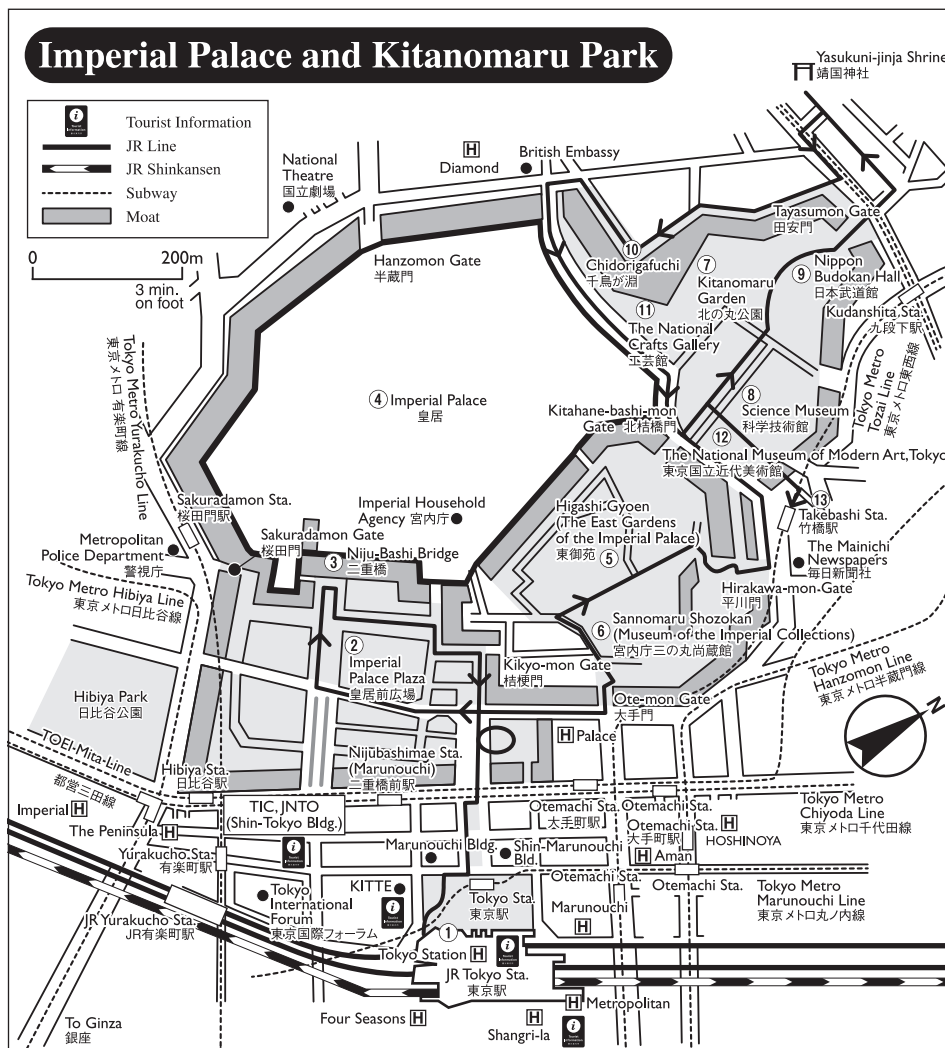 Imperial Palace and Kitanomaru Park
Tourist Information
JR Line
JR Shinkansen
Subway
Moat
0
200m
3 min.
on foot
Yasukuni-jinja Shrine
靖国神社
National
Theatre
国立劇場
H
Diamond
British Embassy
Hanzomon Gate
半蔵門
⑩
Chidorigafuchi
千鳥が淵
Tayasumon Gate
田安門
⑦
Kitanomaru
Garden
北の丸公園
⑨
Nippon
Budokan Hall
日本武道館
Kudanshita Sta.
九段下駅
⑪
The National
Crafts Gallery
工芸館
Tokyo Metro
Tozai Line
東京メトロ東西線
Tokyo Metro Yurakucho Line
東京メトロ 有楽町線
④ Imperial Palace
皇居
⑧
Science Museum
科学技術館
Kitahane-bashi-mon
Gate 北桔橋門
⑫
The National Museum of Modern Art, Tokyo
東京国立近代美術館
⑬
Takebashi Sta.
竹橋駅
The Mainichi
Newspapers
毎日新聞社
Sakuradamon Sta.
桜田門駅
Imperial Household
Agency 宮内庁
Higashi-Gyoen
(The East Gardens
of the Imperial Palace)
東御苑
⑤
Sakuradamon Gate
桜田門
Metropolitan
Police Department
警視庁
③ Niju-Bashi Bridge
二重橋
Hirakawa-mon-Gate
平川門
Tokyo Metro Hibiya Line
東京メトロ日比谷線
⑥ Sannomaru Shozokan
(Museum of the Imperial Collections)
宮内庁三の丸尚蔵館
②
Imperial
Palace Plaza
皇居前広場
Kikyo-mon Gate
桔梗門
Tokyo Metro
Hanzomon Line
東京メトロ半蔵門線
Hibiya Park
日比谷公園
Ote-mon Gate
大手門
N
TOEI-Mita-Line
都営三田線
H Palace
Hibiya Sta.
日比谷駅
Nijubashimae Sta.
(Marunouchi)
二重橋前駅
Imperial H
TIC, JNTO
(Shin-Tokyo Bldg.)
Otemachi Sta.
大手町駅
Otemachi Sta.
大手町駅
Otemachi Sta.
H
HOSHINOYA
Tokyo Metro
Chiyoda Line
東京メトロ千代田線
The Peninsula H
Yurakucho Sta.
有楽町駅
Marunouchi Bldg.
Shin-Marunouchi
Bld.
H Aman
Otemachi Sta.
Otemachi Sta.
Tokyo Metro
Marunouchi Line
東京メトロ丸ノ内線
Tokyo
International
Forum
東京国際フォーラム
KITTE
Tokyo Sta.
東京駅
Marunouchi
H
JR Yurakucho Sta.
JR有楽町駅
①
Tokyo Station H
JR Tokyo Sta.
東京駅
H Metropolitan
Four Seasons H
H
Shangri-la
To Ginza
銀座